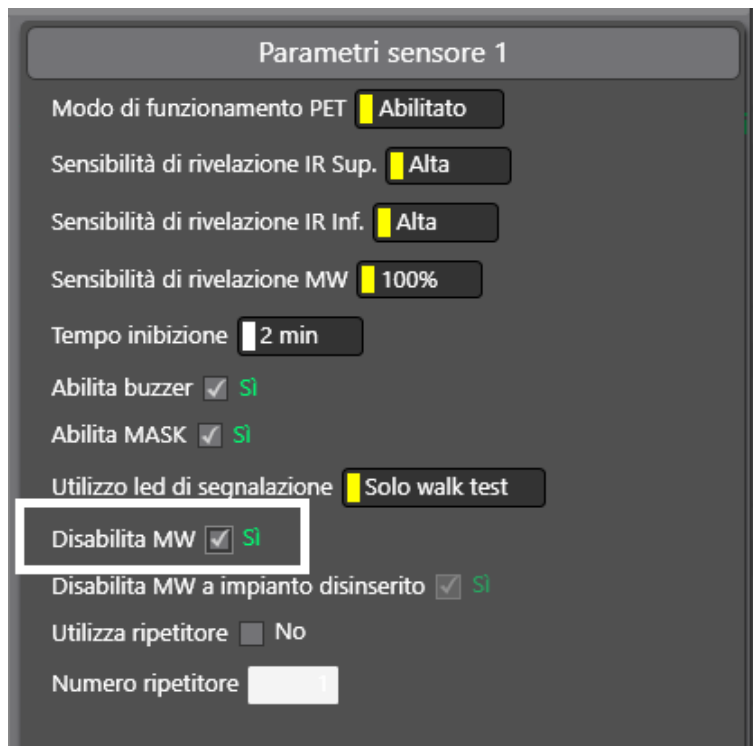 Parametri sensore 1
Modo di funzionamento PET Abilitato
Sensibilità di rivelazione IR Sup. Alta
Sensibilità di rivelazione IR Inf. Alta
Sensibilità di rivelazione MW 100%
Tempo inibizione 2 min
Abilita buzzer Sì
Abilita MASK Sì
Utilizzo led di segnalazione Solo walk test
Disabilita MW Sì
Disabilita MW a impianto disinserito Sì
Utilizza ripetitore No
Numero ripetitore 1